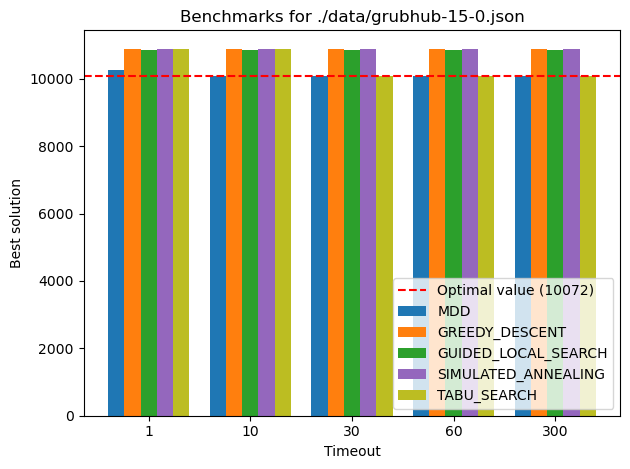 Benchmarks for ./data/grubhub-15-0.json
Best solution
10000
8000
6000
4000
2000
0
Optimal value (10072)
MDD
GREEDY_DESCENT
GUIDED_LOCAL_SEARCH
SIMULATED_ANNEALING
TABU_SEARCH
1 10 30 60 300
Timeout